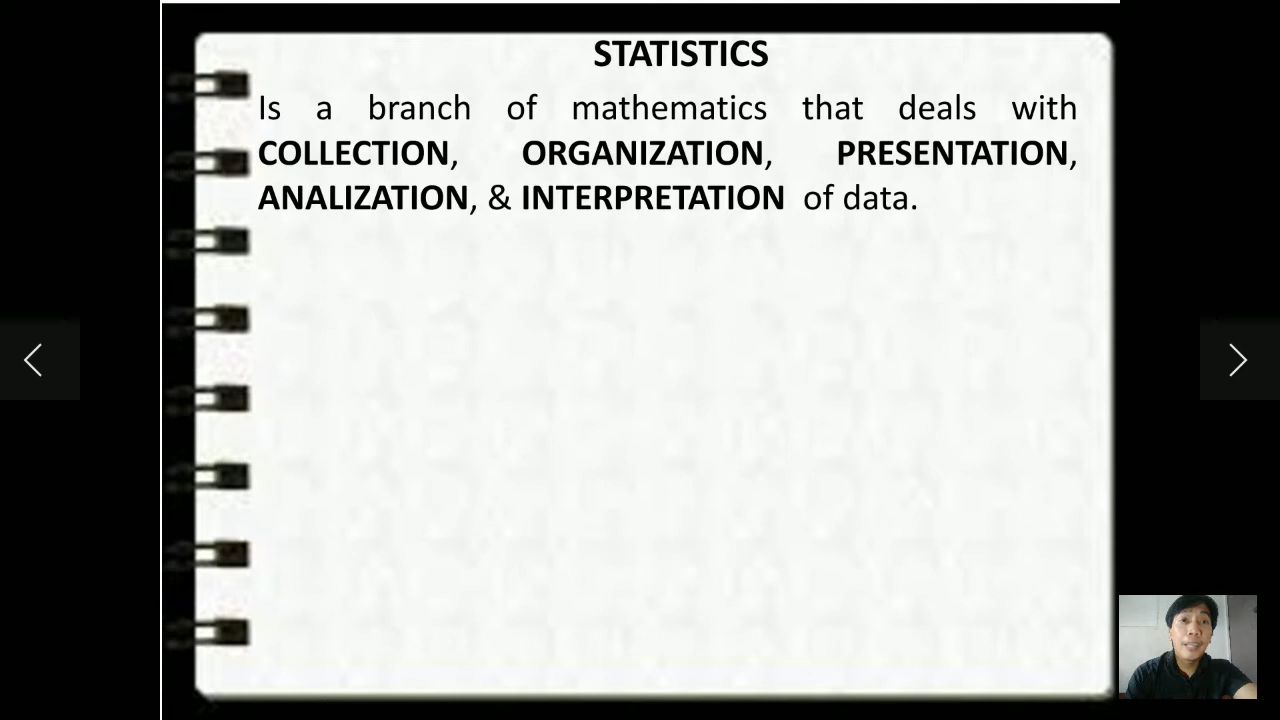 STATISTICS
Is a branch of mathematics that deals with
COLLECTION, ORGANIZATION, PRESENTATION,
ANALIZATION, & INTERPRETATION of data.